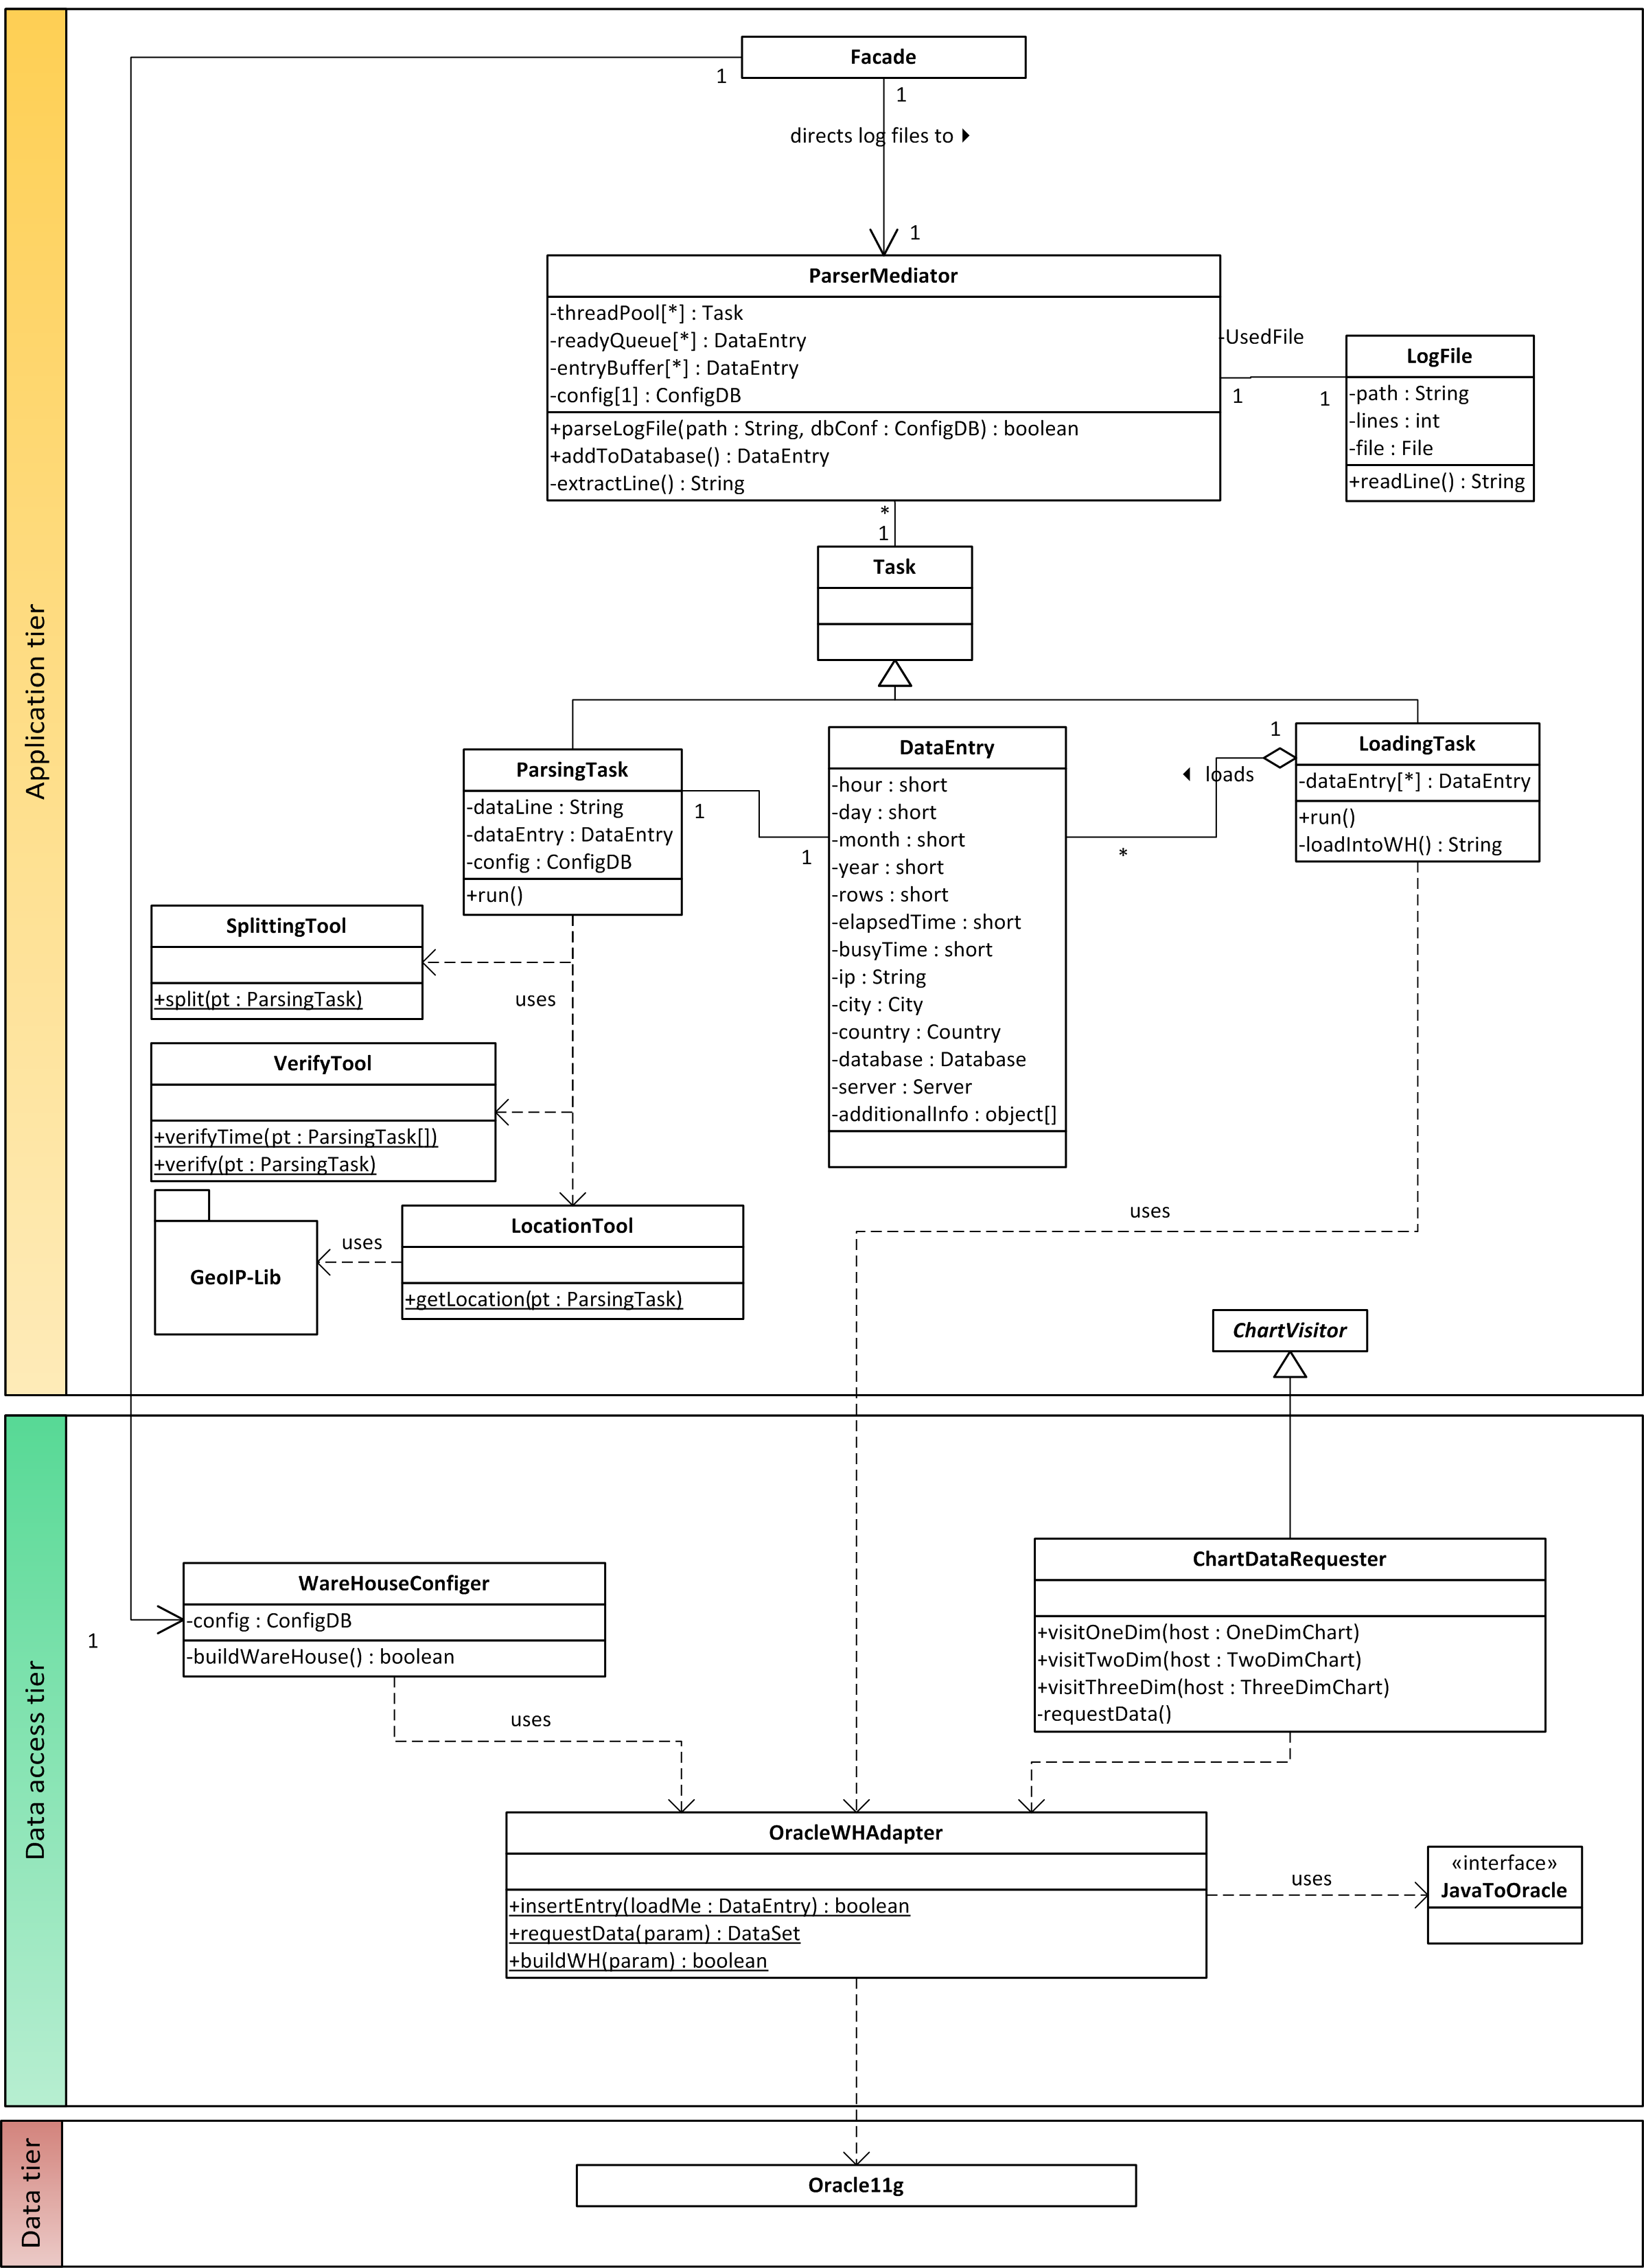 Application tier
Facade
1
1
directs log files to
1
ParserMediator
-threadPool[*] : Task
-readyQueue[*] : DataEntry
-entryBuffer[*] : DataEntry
-config[1] : ConfigDB
+parseLogFile(path : String, dbConf : ConfigDB) : boolean
+addToDatabase() : DataEntry
-extractLine() : String
-UsedFile
1
1
LogFile
-path : String
-lines : int
-file : File
+readLine() : String
*
1
Task
ParsingTask
-dataLine : String
-dataEntry : DataEntry
-config : ConfigDB
+run()
1
1
DataEntry
-hour : short
-day : short
-month : short
-year : short
-rows : short
-elapsedTime : short
-busyTime : short
-ip : String
-city : City
-country : Country
-database : Database
-server : Server
-additionalInfo : object[]
1
loads
*
LoadingTask
-dataEntry[*] : DataEntry
+run()
-loadIntoWH() : String
SplittingTool
+split(pt : ParsingTask)
uses
VerifyTool
+verifyTime(pt : ParsingTask[])
+verify(pt : ParsingTask)
GeoIP-Lib
uses
LocationTool
+getLocation(pt : ParsingTask)
uses
ChartVisitor
Data access tier
1
WareHouseConfiger
-config : ConfigDB
-buildWareHouse() : boolean
uses
ChartDataRequester
+visitOneDim(host : OneDimChart)
+visitTwoDim(host : TwoDimChart)
+visitThreeDim(host : ThreeDimChart)
-requestData()
OracleWHAdapter
+insertEntry(loadMe : DataEntry) : boolean
+requestData(param) : DataSet
+buildWH(param) : boolean
uses
«interface»
JavaToOracle
Data tier
Oracle11g